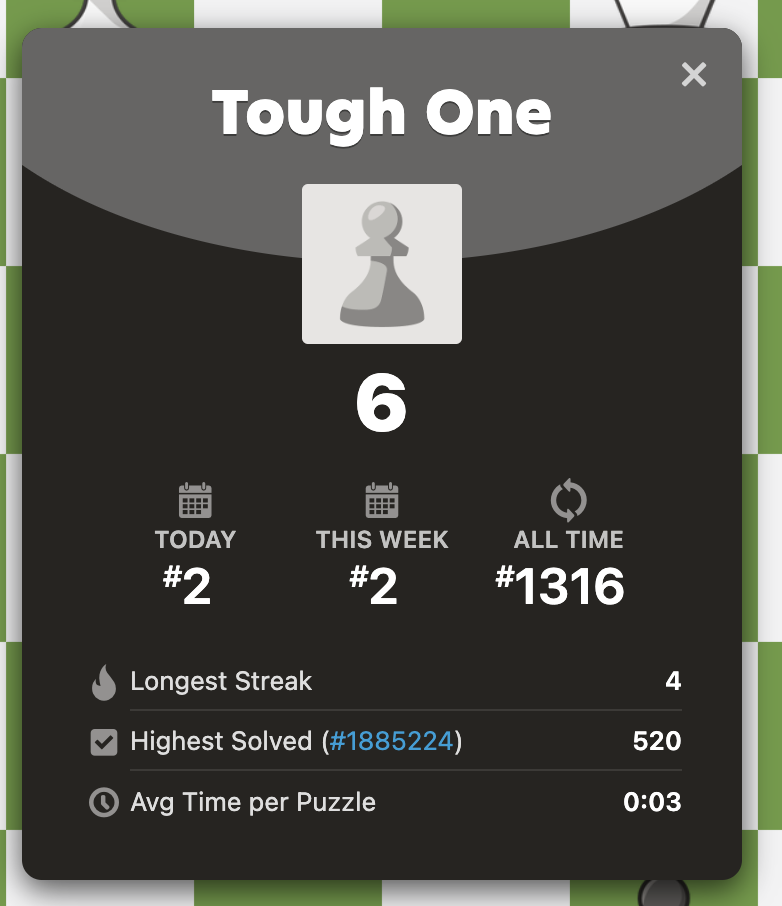 Tough One
6
TODAY THIS WEEK ALL TIME
#2 #2 #1316
Longest Streak 4
Highest Solved (#1885224) 520
Avg Time per Puzzle 0:03